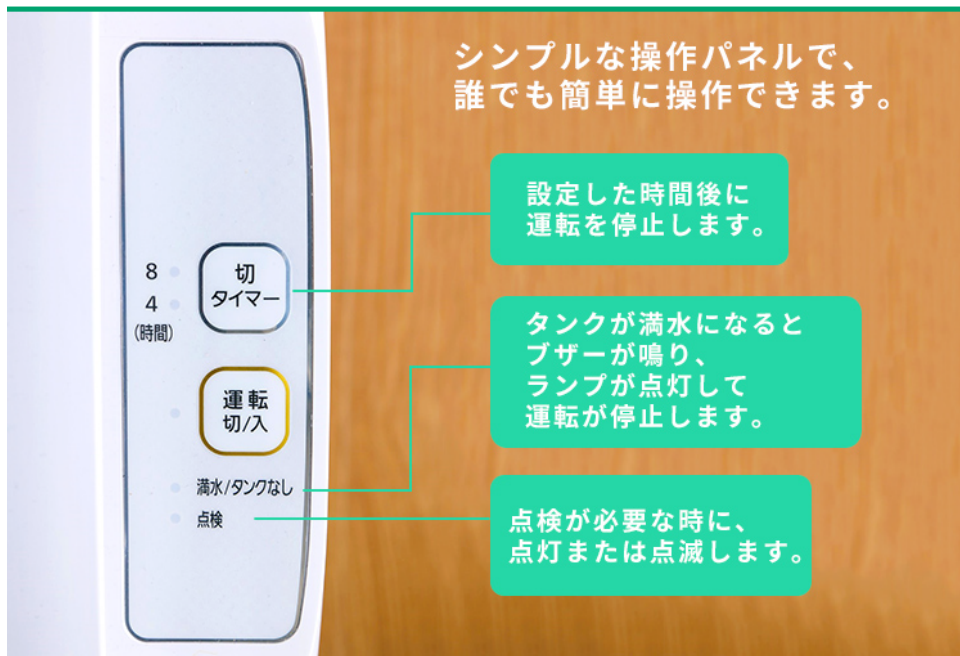 シンプルな操作パネルで、
誰でも簡単に操作できます。
設定した時間後に
運転を停止します。
8
切
タイマー
4
(時間)
タンクが満水になると
ブザーが鳴り、
ランプが点灯して
運転が停止します。
運転
切/入
満水/タンクなし
点検
点検が必要な時に、
点灯または点滅します。